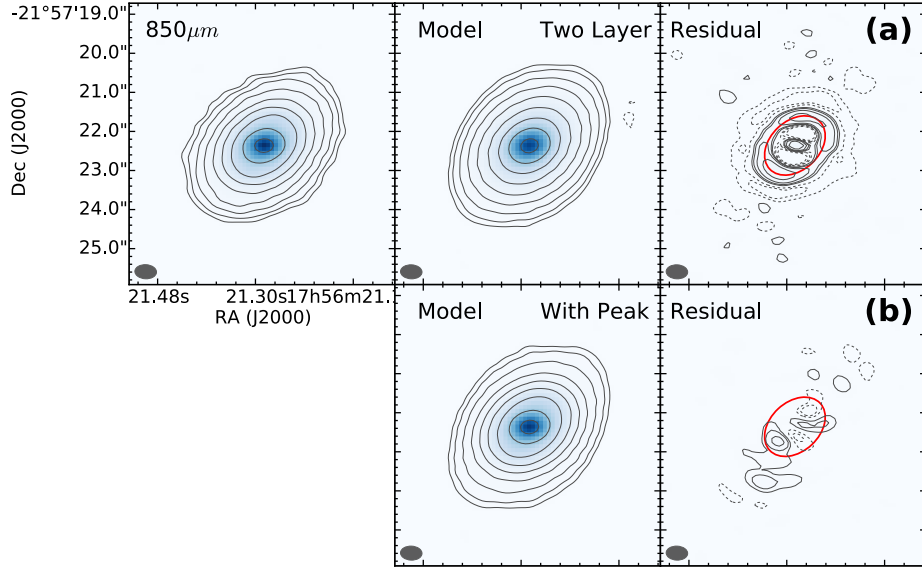 -21°57'19.0"
20.0"
21.0"
22.0"
23.0"
24.0"
25.0"
Dec (J2000)
850μm
Model Two Layer
Residual (a)
21.48s 21.30s17h56m21.
RA (J2000)
Model With Peak
Residual (b)